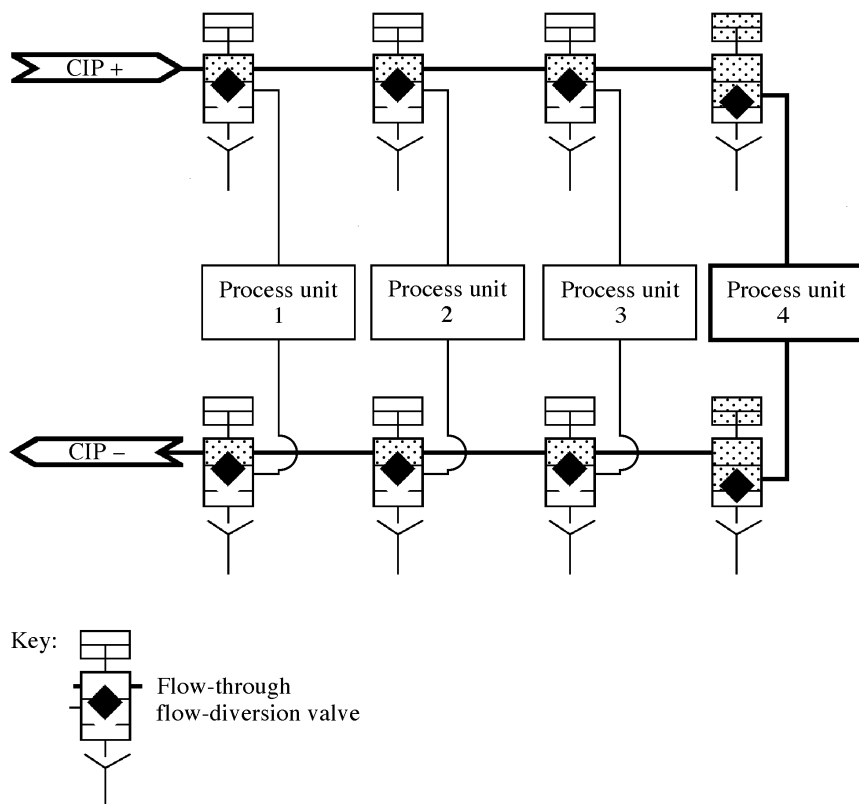 CIP +
Process unit
1
Process unit
2
Process unit
3
Process unit
4
CIP –
Key:
Flow-through
flow-diversion valve